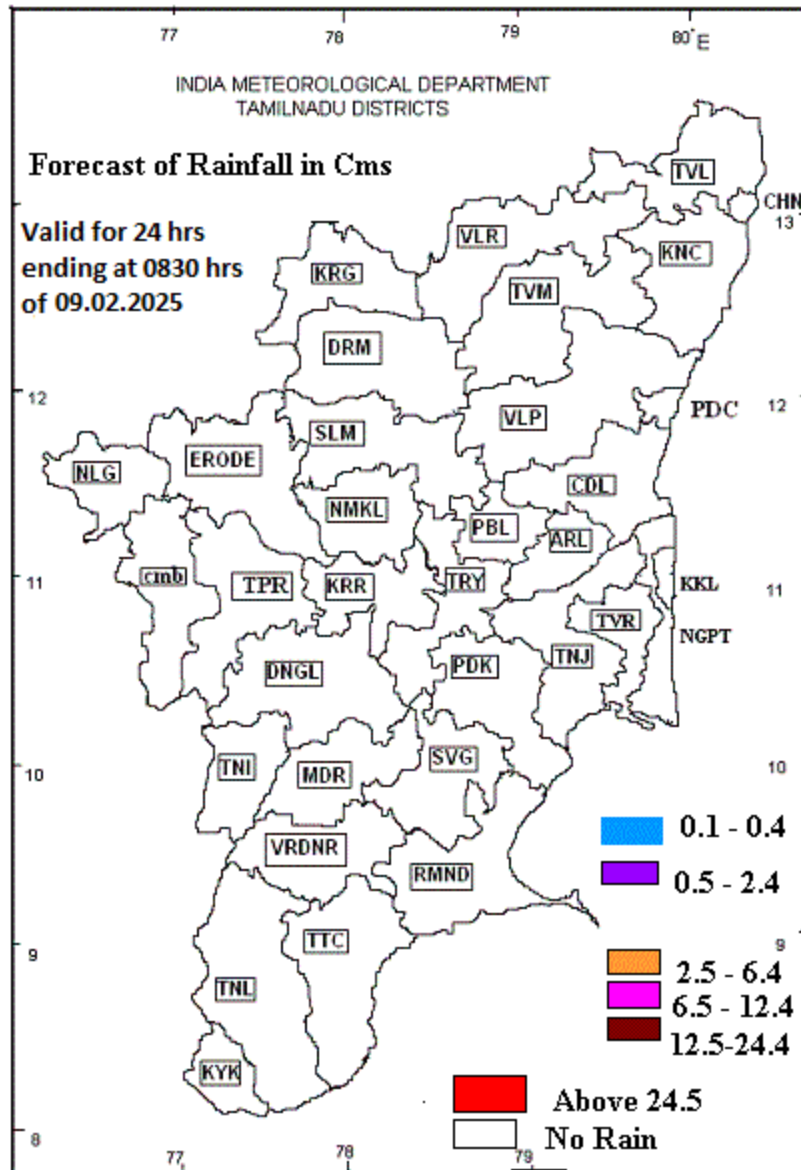 77 78 79 80°E
INDIA METEOROLOGICAL DEPARTMENT
TAMILNADU DISTRICTS
Forecast of Rainfall in Cms
TVL
CHN
13
Valid for 24 hrs
ending at 0830 hrs
of 09.02.2025
VLR
KNC
KRG
TVM
DRM
12
12
PDC
VLP
SLM
ERODE
NLG
CDL
NMKL
PBL
ARL
11
cmb
TPR
KRR
TRY
KKL
11
TVR
NGPT
TNJ
PDK
DNGL
SVG
10
TNI
MDR
10
0.1 - 0.4
VRDNR
RMND
0.5 - 2.4
TTC
9
9
2.5 - 6.4
TNL
6.5 - 12.4
12.5-24.4
KYK
Above 24.5
No Rain
8
77 78 79